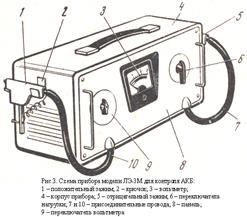 1
2
3
4
5
6
7
8
9
10
Рис.3. Схема прибора модели ЛЭ-3М для контроля АКБ:
1 – положительный зажим; 2 – крючок; 3 – вольтметр;
4 – корпус прибора; 5 – отрицательный зажим; 6 – переключатель
нагрузки; 7 и 10 – присоединительные провода; 8 – панель;
9 – переключатель вольтметра